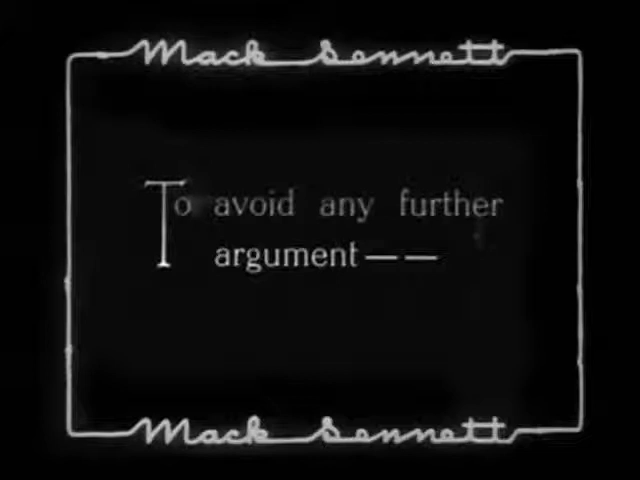 Mack Sennett
To avoid any further
argument — —
Mack Sennett